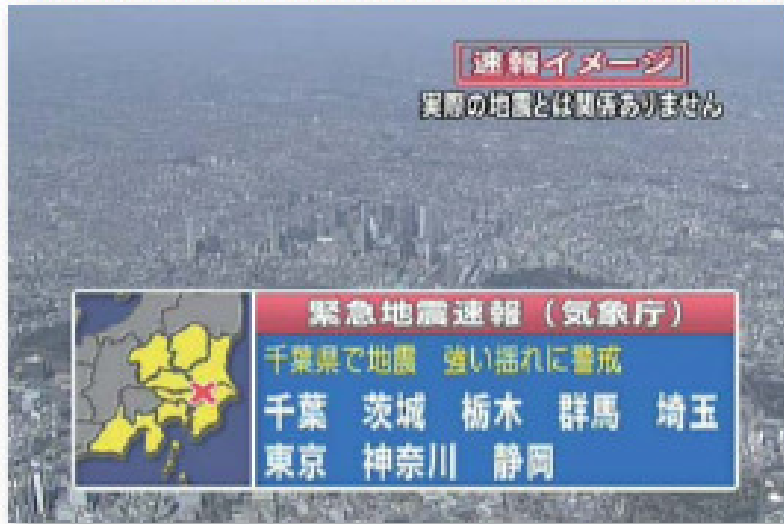 速報イメージ
実際の地震とは関係ありません
緊急地震速報（気象庁）
千葉県で地震　強い揺れに警戒
千葉　茨城　栃木　群馬　埼玉
東京　神奈川　静岡